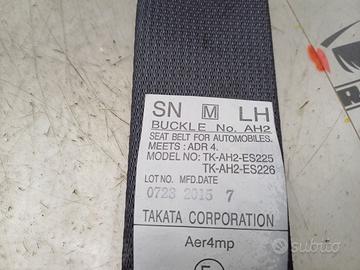 SN M LH
BUCKLE No. AH2
SEAT BELT FOR AUTOMOBILES.
MEETS: ADR 4.
MODEL NO: TK-AH2-ES225
TK-AH2-ES226
LOT NO. MFD.DATE
0723 2015 7
TAKATA CORPORATION
Aer4mp
E
subito